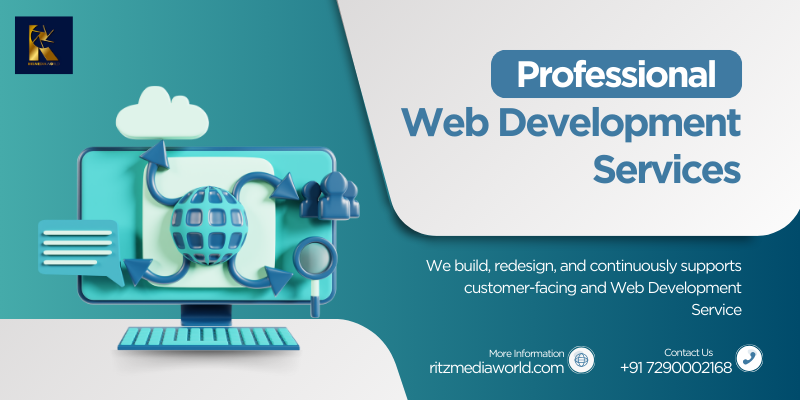 Professional
Web Development
Services
We build, redesign, and continuously supports
customer-facing and Web Development
Service
More Information
ritzmediaworld.com
Contact Us
+91 7290002168